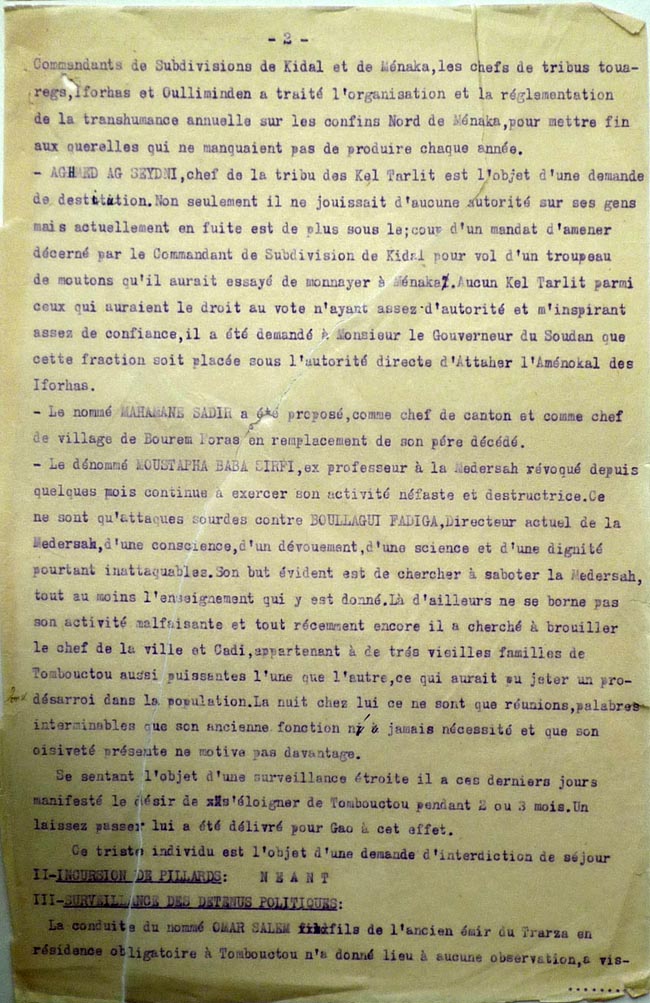 - 2 -
Commandants de Subdivisions de Kidal et de Ménaka,les chefs de tribus toua-
regs,Iforhas et Oulliminden a traité l'organisation et la réglementation
de la transhumance annuelle sur les confins Nord de Ménaka,pour mettre fin
aux querelles qui ne manquaient pas de produire chaque année.
- AGHMED AG SEYDNI,chef de la tribu des Kel Tarlit est l'objet d'une demande
de destitution.Non seulement il ne jouissait d'aucune autorité sur ses gens
mais actuellement en fuite est de plus sous le;coup d'un mandat d'amener
décerné par le Commandant de Subdivision de Kidal pour vol d'un troupeau
de moutons qu'il aurait essayé de monnayer à Ménaka.Aucun Kel Tarlit parmi
ceux qui auraient le droit au vote n'ayant assez d'autorité et m'inspirant
assez de confiance,il a été demandé à Monsieur le Gouverneur du Soudan que
cette fraction soit placée sous l'autorité directe d'Attaher l'Aménokal des
Iforhas.
- Le nommé MAHAMANE SADIR a été proposé,comme chef de canton et comme chef
de village de Bourem Foras en remplacement de son pére décédé.
- Le dénommé MOUSTAPHA BABA SIRFI,ex professeur à la Medersah révoqué depuis
quelques mois continue à exercer son activité néfaste et destructrice.Ce
ne sont qu'attaques sourdes contre BOULLAGUI FADIGA,Directeur actuel de la
Medersah,d'une conscience,d'un dévouement,d'une science et d'une dignité
pourtant inattaquables.Son but évident est de chercher à saboter la Medersah,
tout au moins l'enseignement qui y est donné.Là d'ailleurs ne se borne pas
son activité malfaisante et tout récemment encore il a cherché à brouiller
le chef de la ville et Cadi,appartenant à de trés vieilles familles de
Tombouctou aussi puissantes l'une que l'autre,ce qui aurait pu jeter un pro-
désarroi dans la population.La nuit chez lui ce ne sont que réunions,palabres
interminables que son ancienne fonction n'a jamais nécessité et que son
oisiveté présente ne motive pas davantage.
Se sentant l'objet d'une surveillance étroite il a ces derniers jours
manifesté le désir de s'éloigner de Tombouctou pendant 2 ou 3 mois.Un
laissez passer lui a été délivré pour Gao à cet effet.
Ce triste individu est l'objet d'une demande d'interdiction de séjour
II-INCURSION DE PILLARDS: N E A N T
III-SURVEILLANCE DES DETENUS POLITIQUES:
La conduite du nommé OMAR SALEM fils de l'ancien émir du Trarza en
résidence obligatoire à Tombouctou n'a donné lieu à aucune observation,a vis-
........